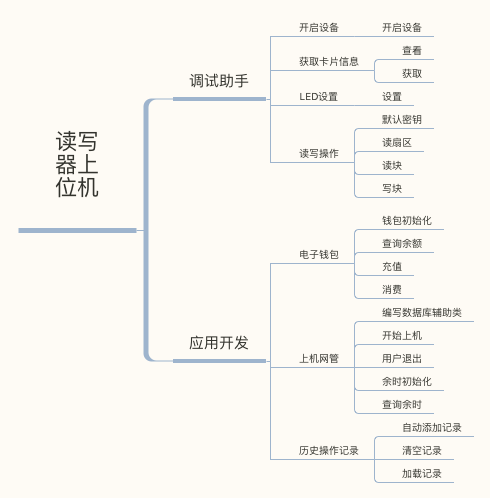 读写
器上
位机
调试助手
开启设备
开启设备
获取卡片信息
查看
获取
LED设置
设置
读写操作
默认密钥
读扇区
读块
写块
应用开发
电子钱包
钱包初始化
查询余额
充值
消费
上机网管
编写数据库辅助类
开始上机
用户退出
余时初始化
查询余时
历史操作记录
自动添加记录
清空记录
加载记录